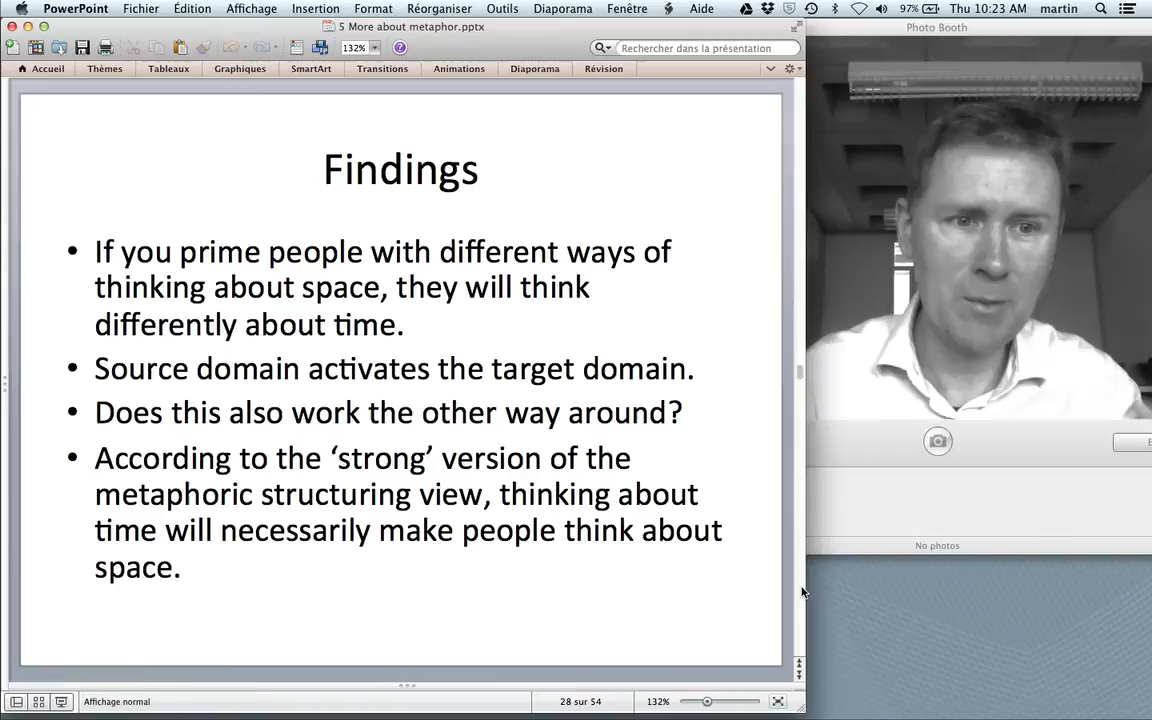 PowerPoint Fichier Édition Affichage Insertion Format Réorganiser Outils Diaporama Fenêtre Aide 97% Thu 10:23 AM martin
5 More about metaphor.pptx
Photo Booth
132% Rechercher dans la présentation
Accueil Thèmes Tableaux Graphiques SmartArt Transitions Animations Diaporama Révision
Findings
• If you prime people with different ways of
thinking about space, they will think
differently about time.
• Source domain activates the target domain.
• Does this also work the other way around?
• According to the ‘strong’ version of the
metaphoric structuring view, thinking about
time will necessarily make people think about
space.
No photos
Affichage normal 28 sur 54 132%